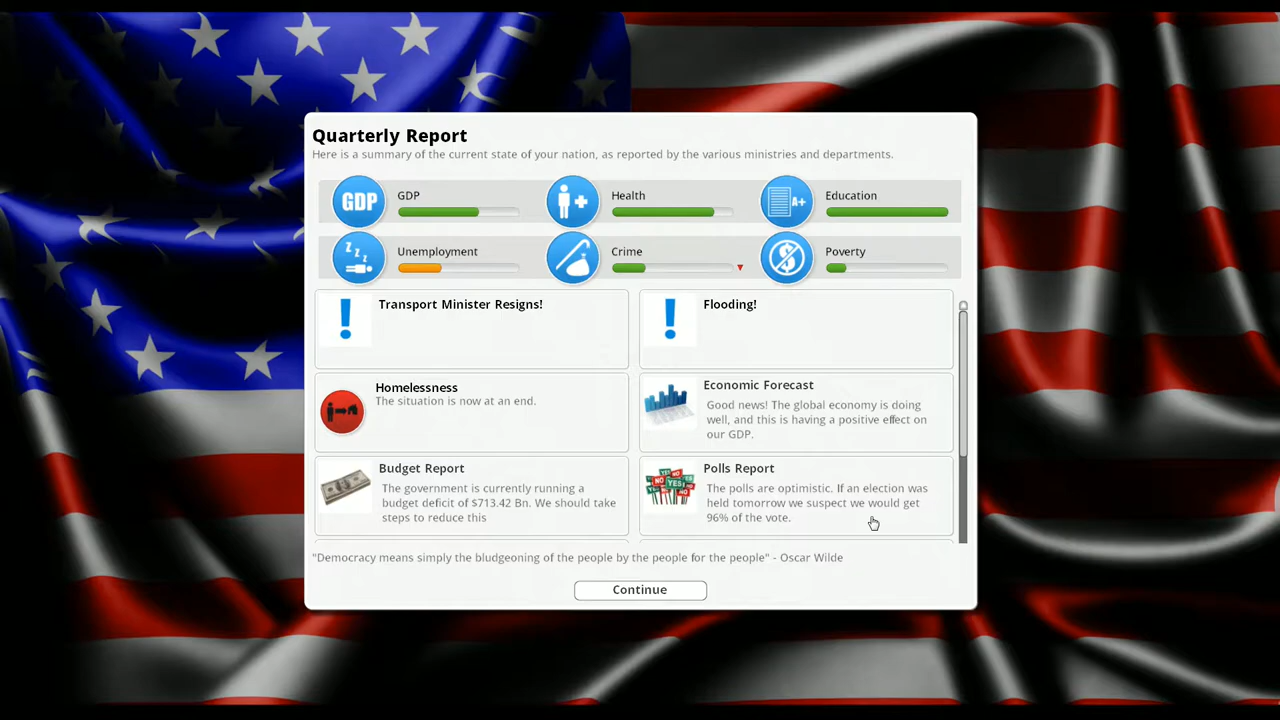 Quarterly Report
Here is a summary of the current state of your nation, as reported by the various ministries and departments.
GDP
GDP
Health
A+
Education
Z Z Z
Unemployment
Crime
$
Poverty
! Transport Minister Resigns!
! Flooding!
Homelessness
The situation is now at an end.
Economic Forecast
Good news! The global economy is doing
well, and this is having a positive effect on
our GDP.
Budget Report
The government is currently running a
budget deficit of $713.42 Bn. We should take
steps to reduce this
YES
NO
YES
NO
Polls Report
The polls are optimistic. If an election was
held tomorrow we suspect we would get
96% of the vote.
"Democracy means simply the bludgeoning of the people by the people for the people" - Oscar Wilde
Continue